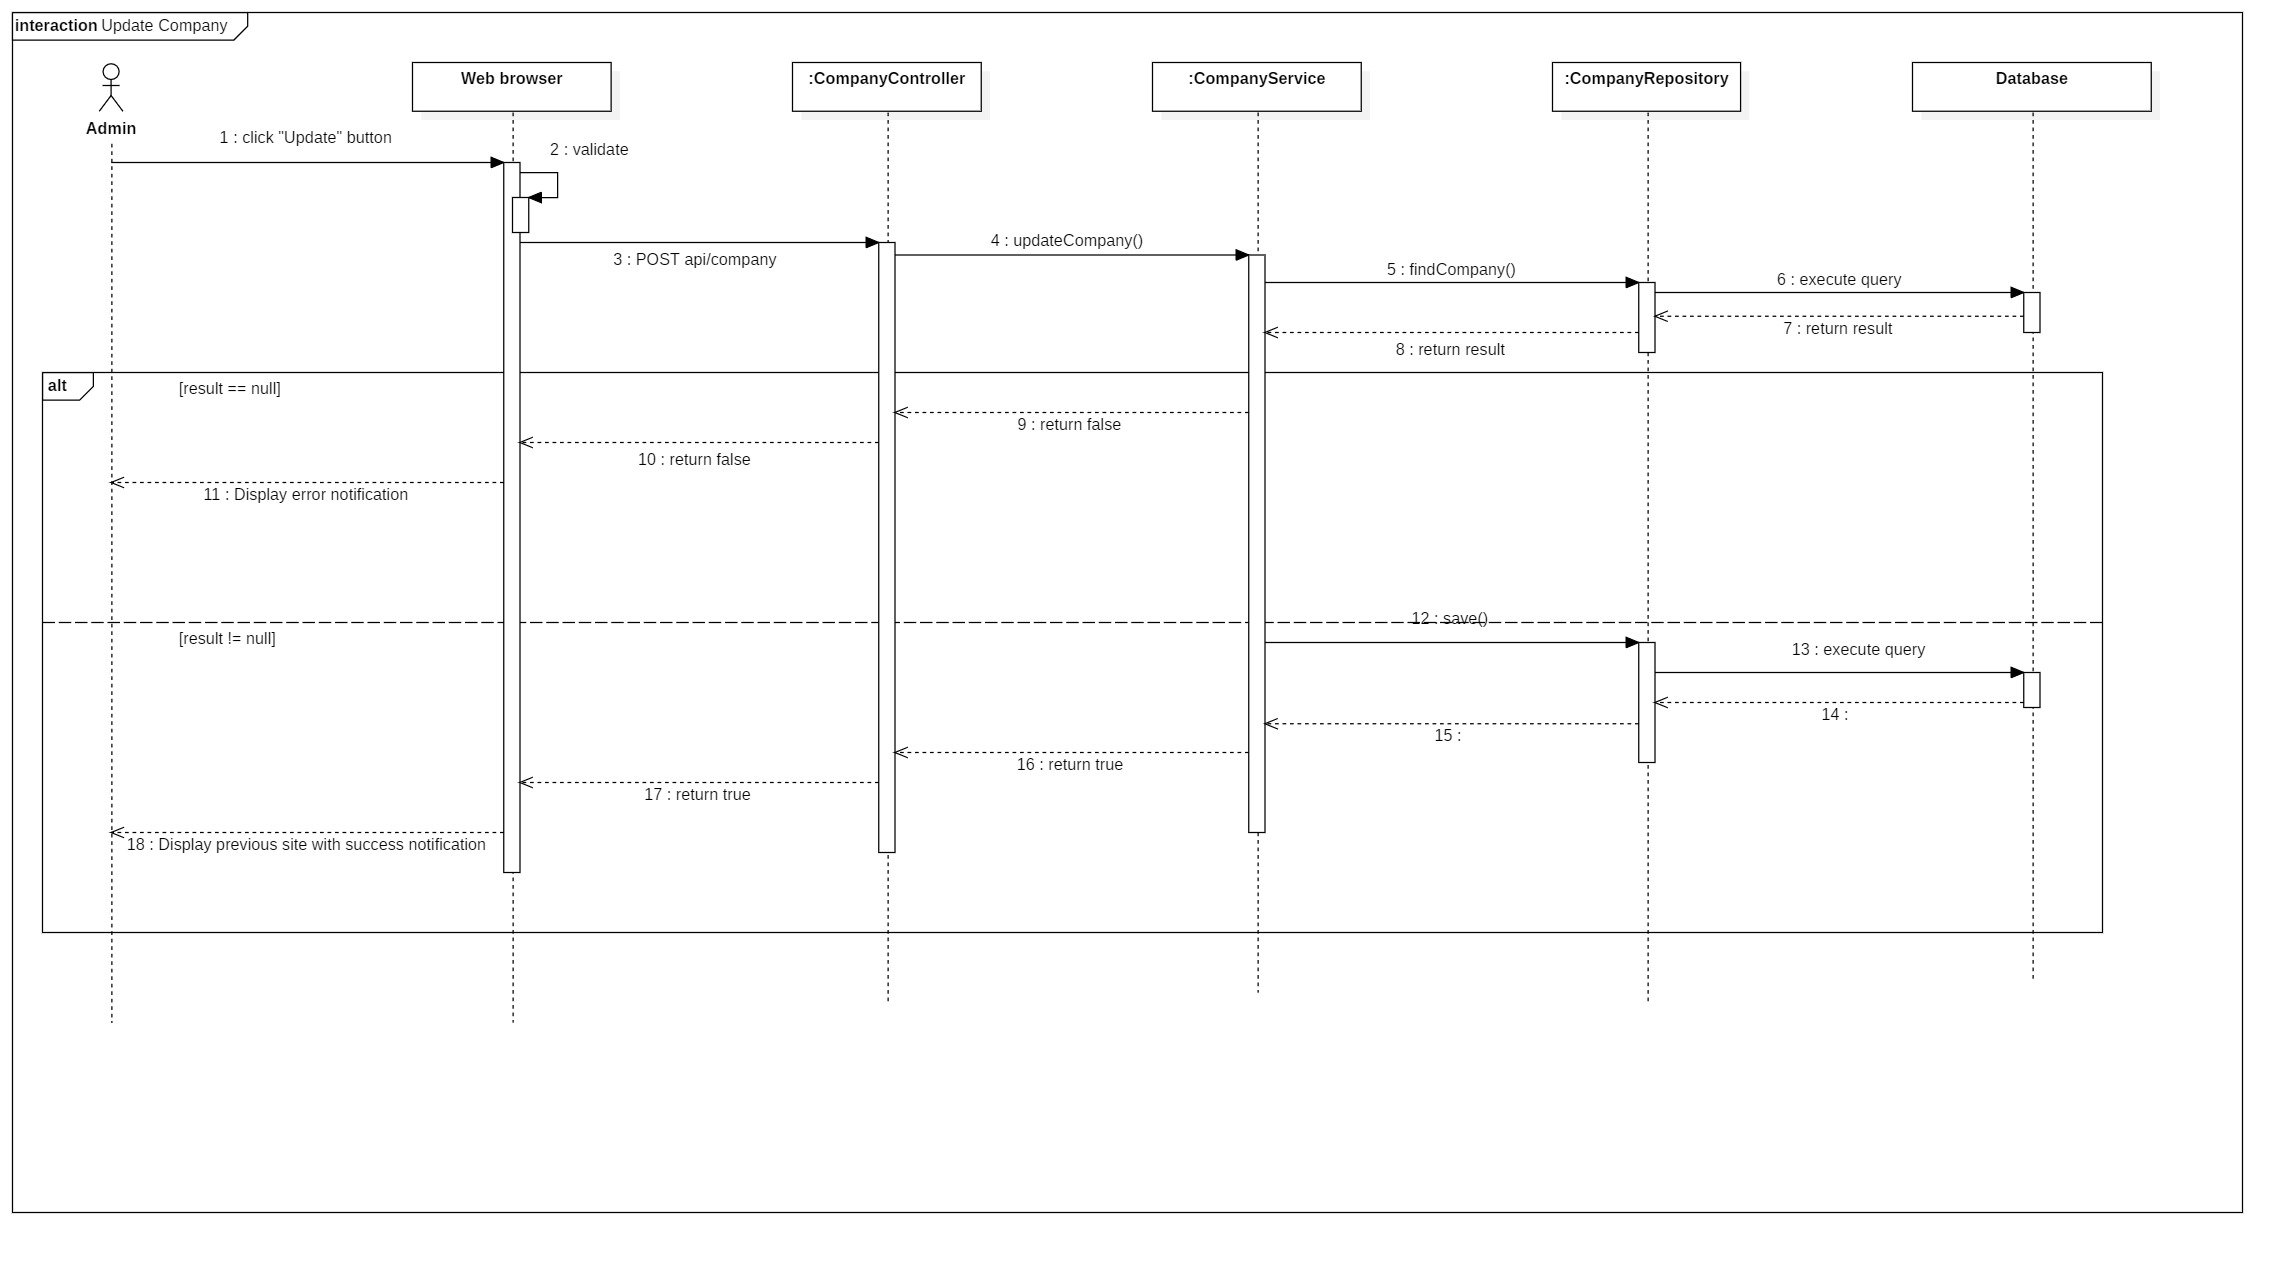 interaction Update Company
Web browser
:CompanyController
:CompanyService
:CompanyRepository
Database
Admin
1 : click "Update" button
2 : validate
3 : POST api/company
4 : updateCompany()
5 : findCompany()
6 : execute query
7 : return result
8 : return result
alt
[result == null]
9 : return false
10 : return false
11 : Display error notification
12 : save()
[result != null]
13 : execute query
14 :
15 :
16 : return true
17 : return true
18 : Display previous site with success notification